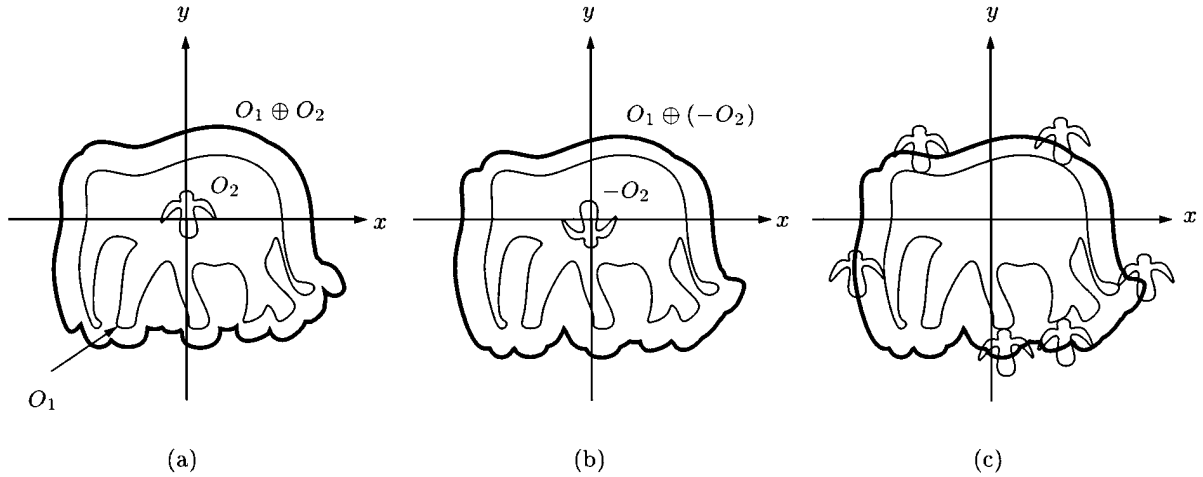 y
O₁ ⊕ O₂
O₂
x
O₁
(a)
y
O₁ ⊕ (−O₂)
−O₂
x
(b)
y
x
(c)